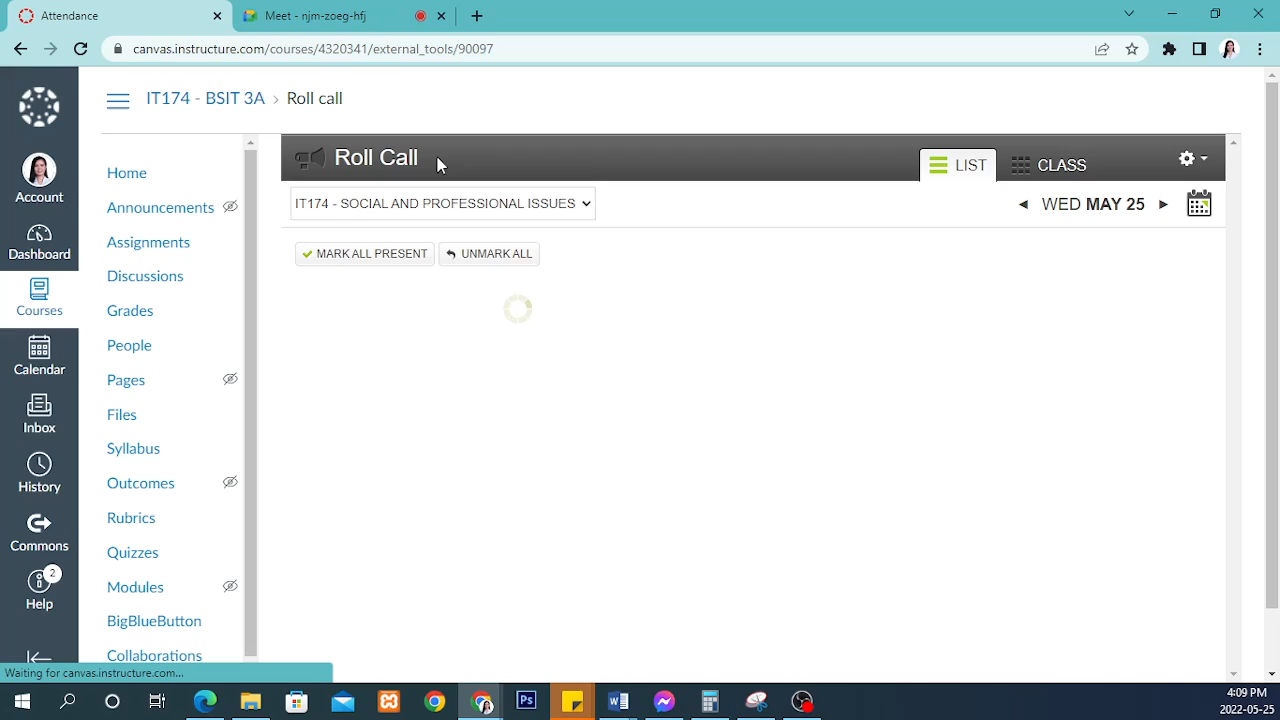 Attendance
Meet - njm-zoeg-hfj
canvas.instructure.com/courses/4320341/external_tools/90097
IT174 - BSIT 3A › Roll call
Account
Dashboard
Courses
Calendar
Inbox
History
Commons
2
Help
Home
Announcements
Assignments
Discussions
Grades
People
Pages
Files
Syllabus
Outcomes
Rubrics
Quizzes
Modules
BigBlueButton
Collaborations
Roll Call
LIST
CLASS
IT174 - SOCIAL AND PROFESSIONAL ISSUES
WED MAY 25
MARK ALL PRESENT
UNMARK ALL
Waiting for canvas.instructure.com...
Ps
W
4:09 PM
2022-05-25